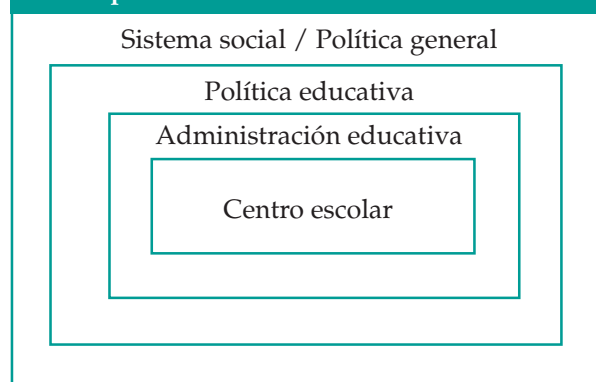 Sistema social / Política general
Política educativa
Administración educativa
Centro escolar